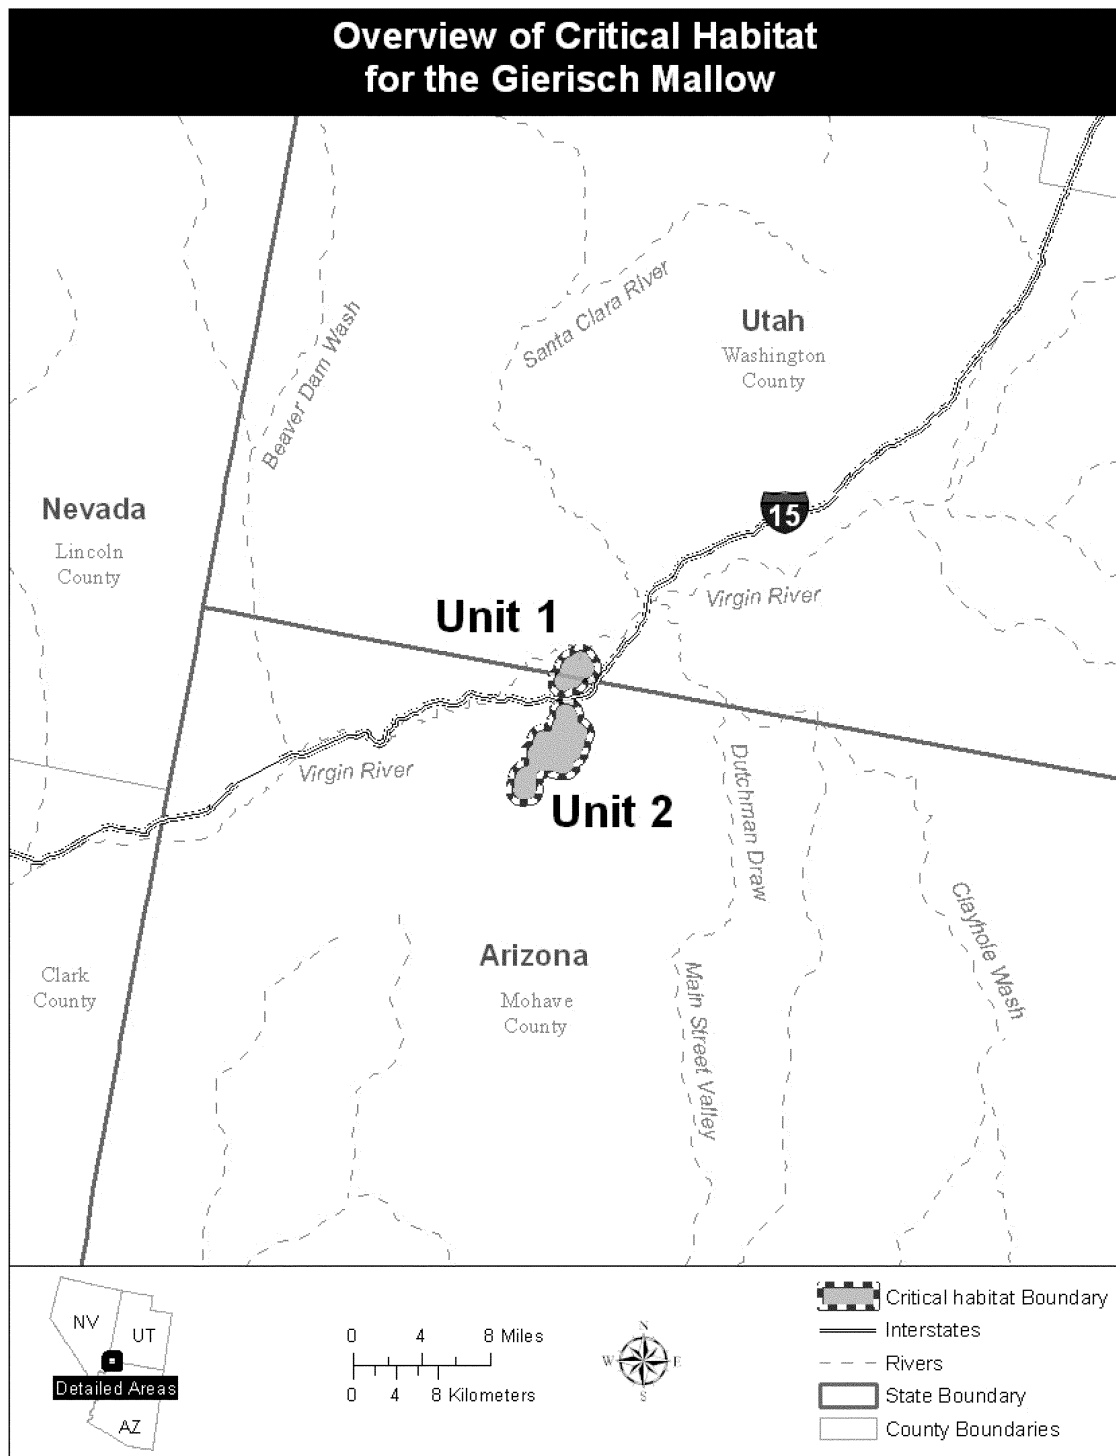 Overview of Critical Habitat
for the Gierisch Mallow
Santa Clara River
Utah
Washington
County
Beaver Dam Wash
Nevada
Lincoln
County
15
Virgin River
Unit 1
Virgin River
Unit 2
Dutchman Draw
Clayhole Wash
Arizona
Mohave
County
Clark
County
Main Street Valley
NV
UT
Detailed Areas
AZ
0 4 8 Miles
0 4 8 Kilometers
N
W E
S
Critical habitat Boundary
Interstates
Rivers
State Boundary
County Boundaries